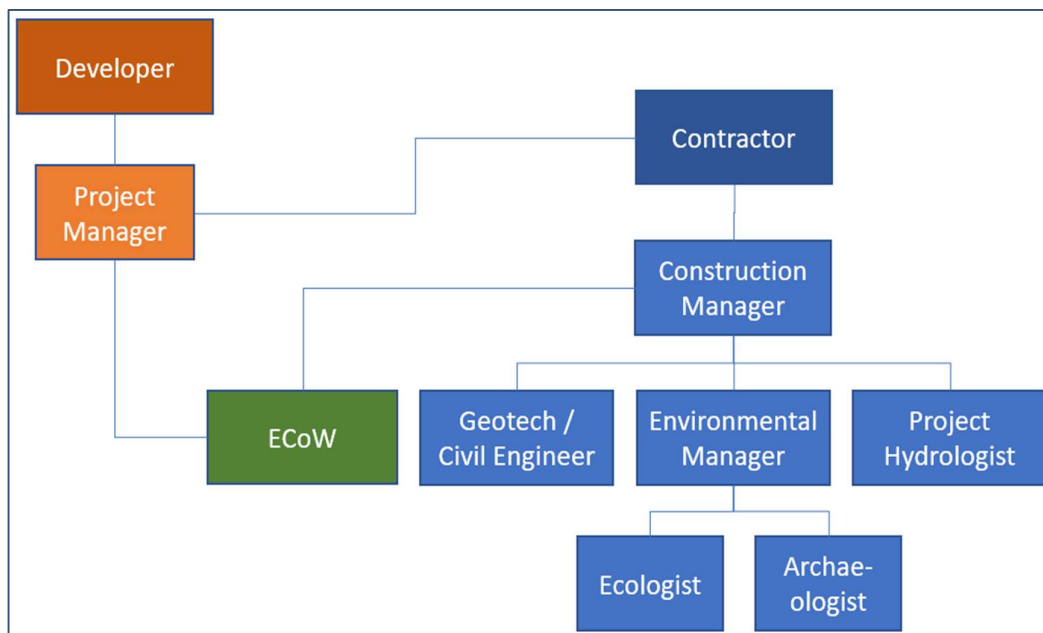 Developer
Contractor
Project
Manager
Construction
Manager
ECoW
Geotech /
Civil Engineer
Environmental
Manager
Project
Hydrologist
Ecologist
Archae-
ologist